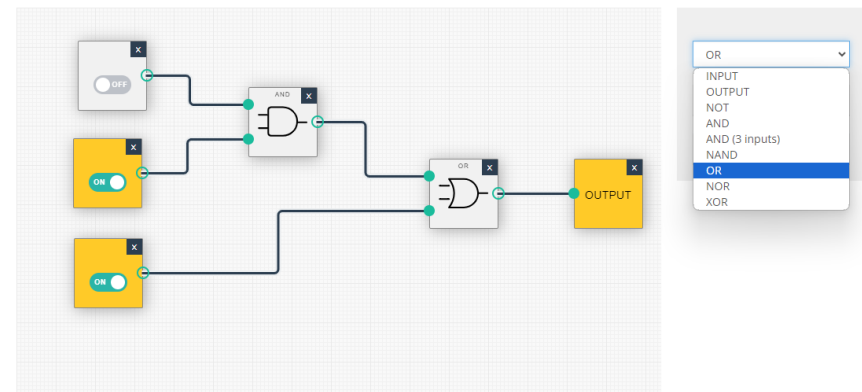 x
OFF
AND x
x
ON
OR x
x
OUTPUT
x
ON
OR
INPUT
OUTPUT
NOT
AND
AND (3 inputs)
NAND
OR
NOR
XOR